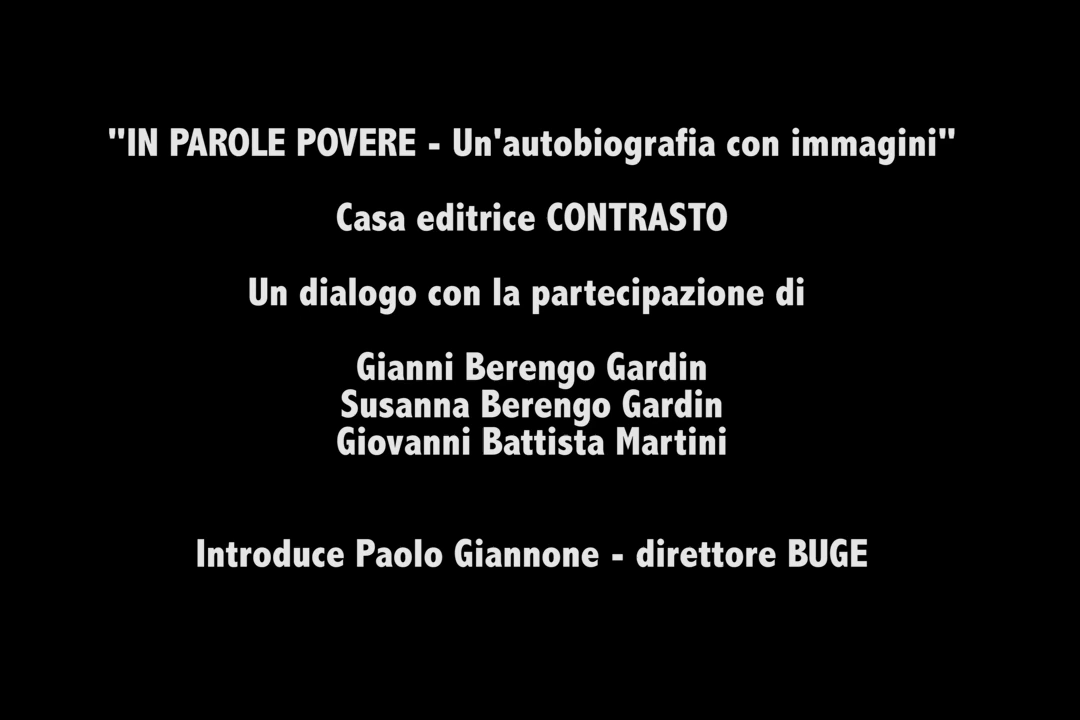 "IN PAROLE POVERE - Un'autobiografia con immagini"
Casa editrice CONTRASTO
Un dialogo con la partecipazione di
Gianni Berengo Gardin
Susanna Berengo Gardin
Giovanni Battista Martini
Introduce Paolo Giannone - direttore BUGE